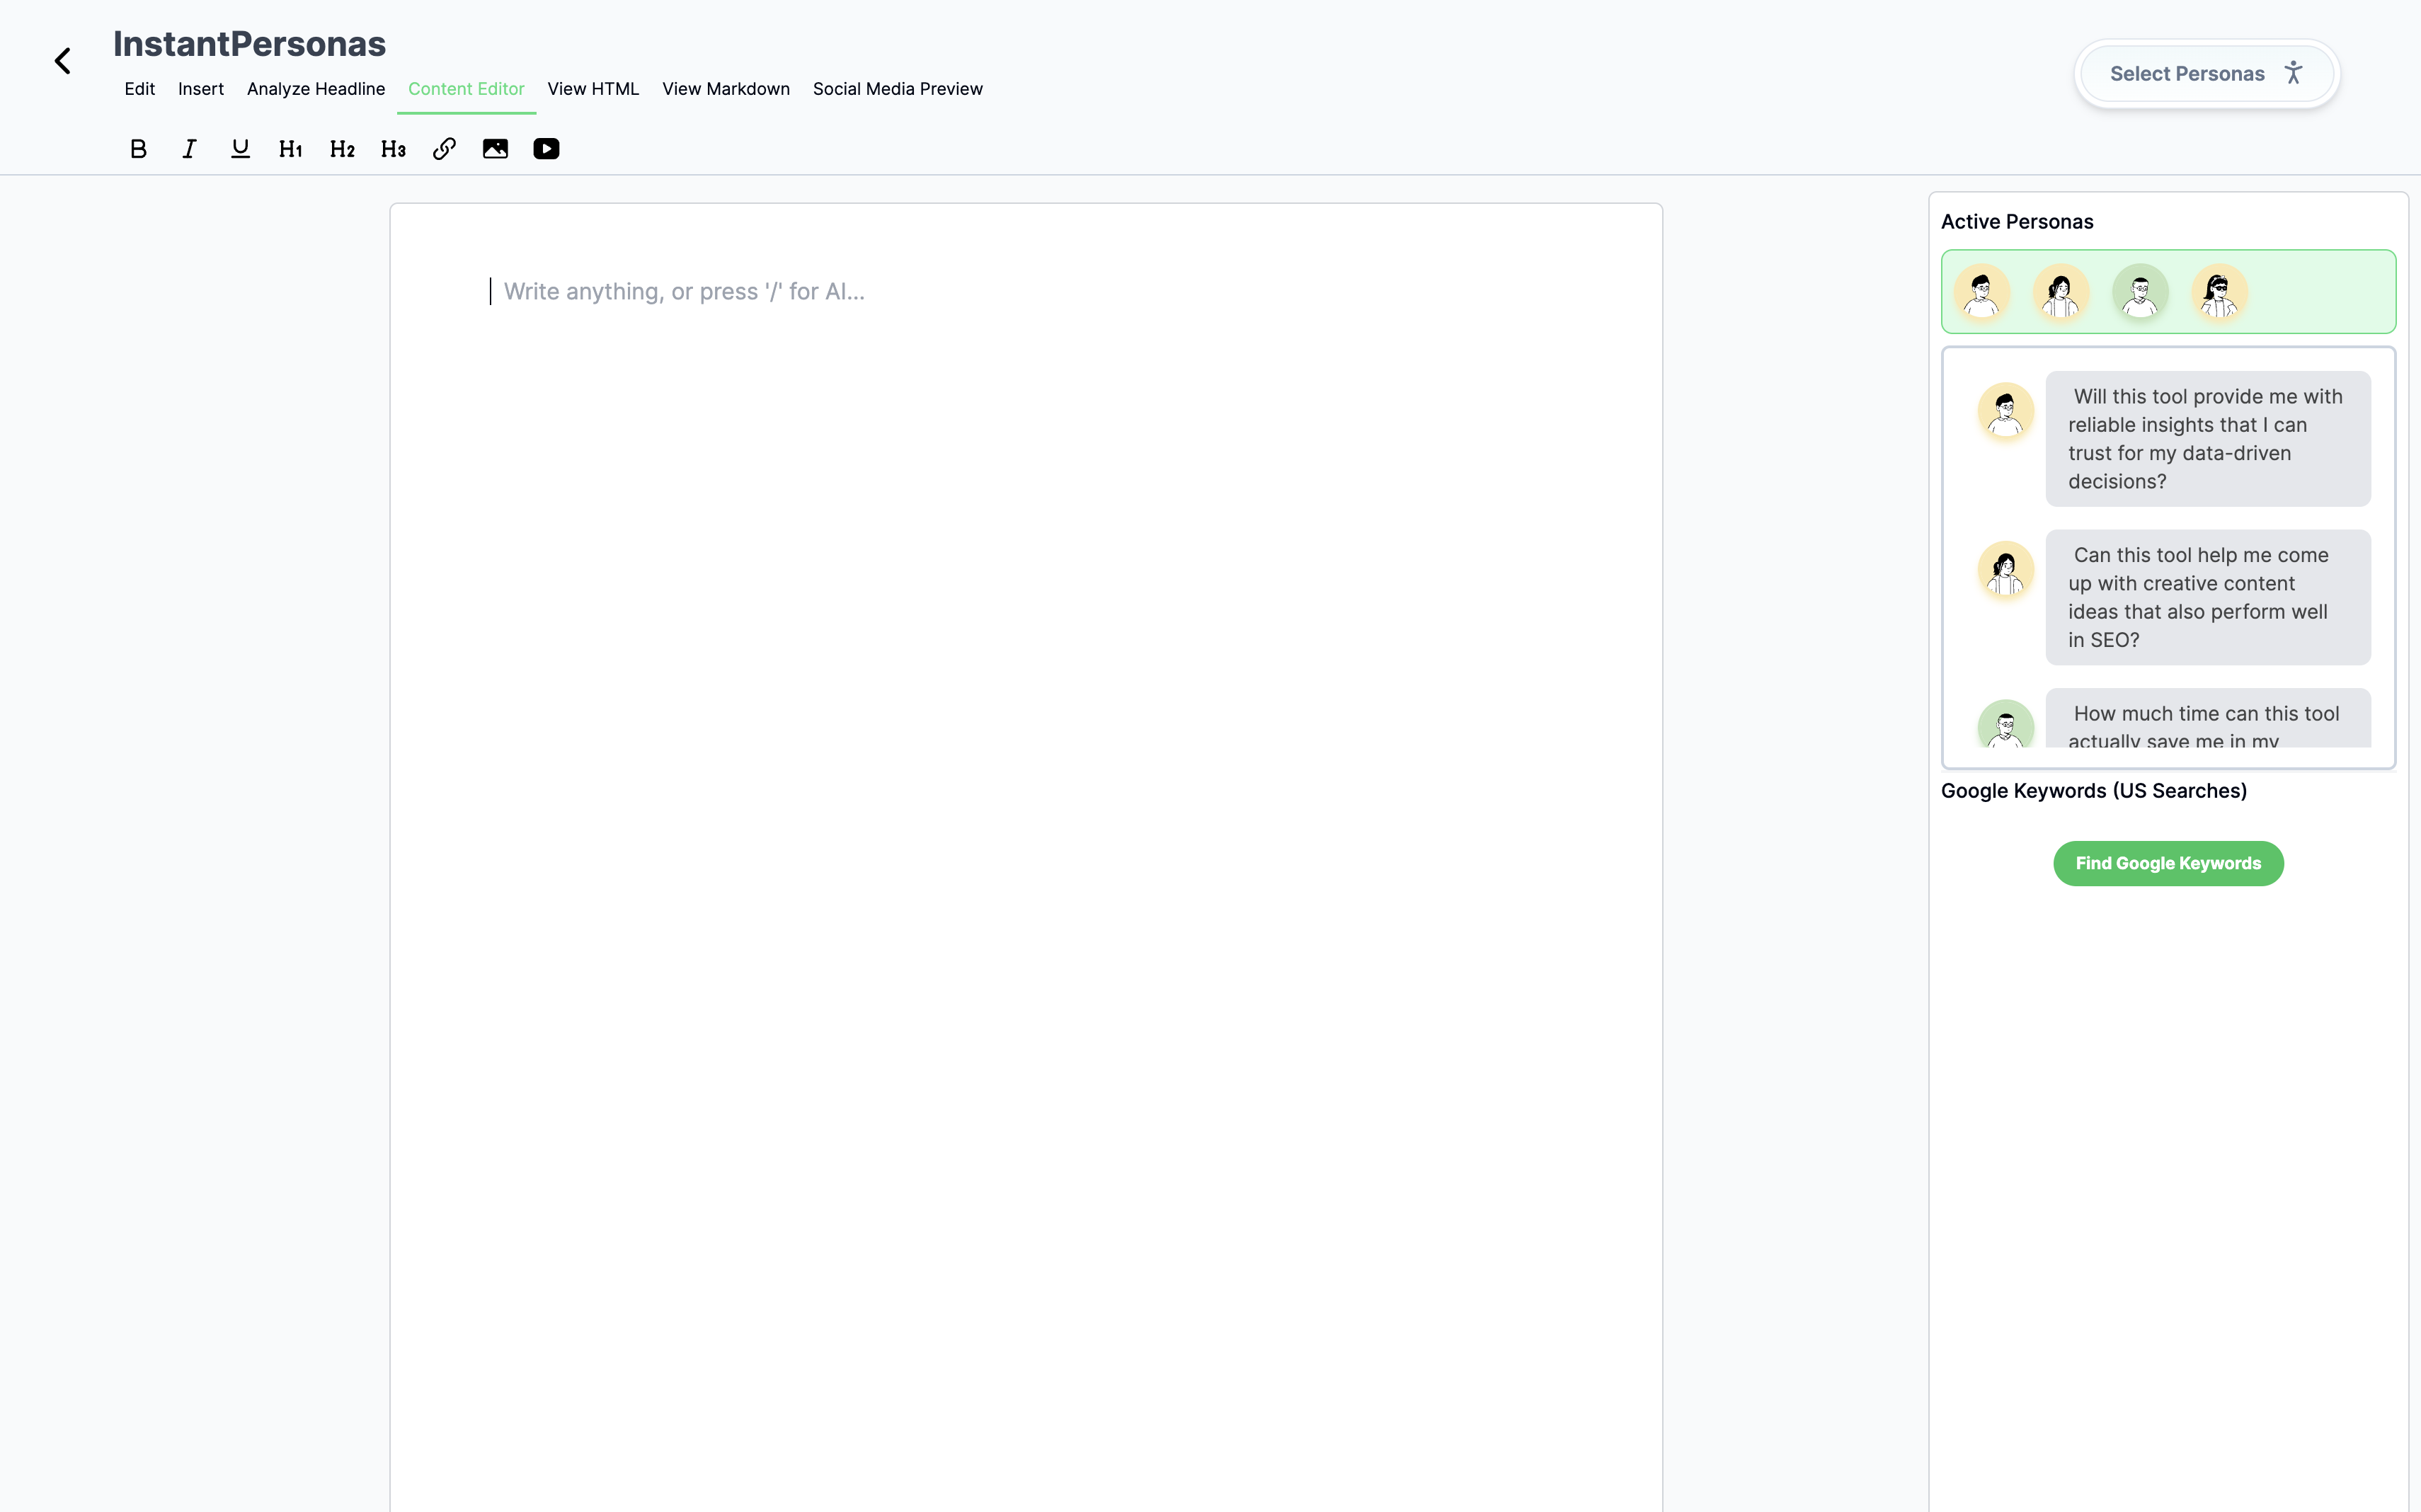 InstantPersonas
Edit Insert Analyze Headline Content Editor View HTML View Markdown Social Media Preview
Select Personas
B I U H1 H2 H3
Write anything, or press '/' for AI...
Active Personas
Will this tool provide me with
reliable insights that I can
trust for my data-driven
decisions?
Can this tool help me come
up with creative content
ideas that also perform well
in SEO?
How much time can this tool
actually save me in my
Google Keywords (US Searches)
Find Google Keywords